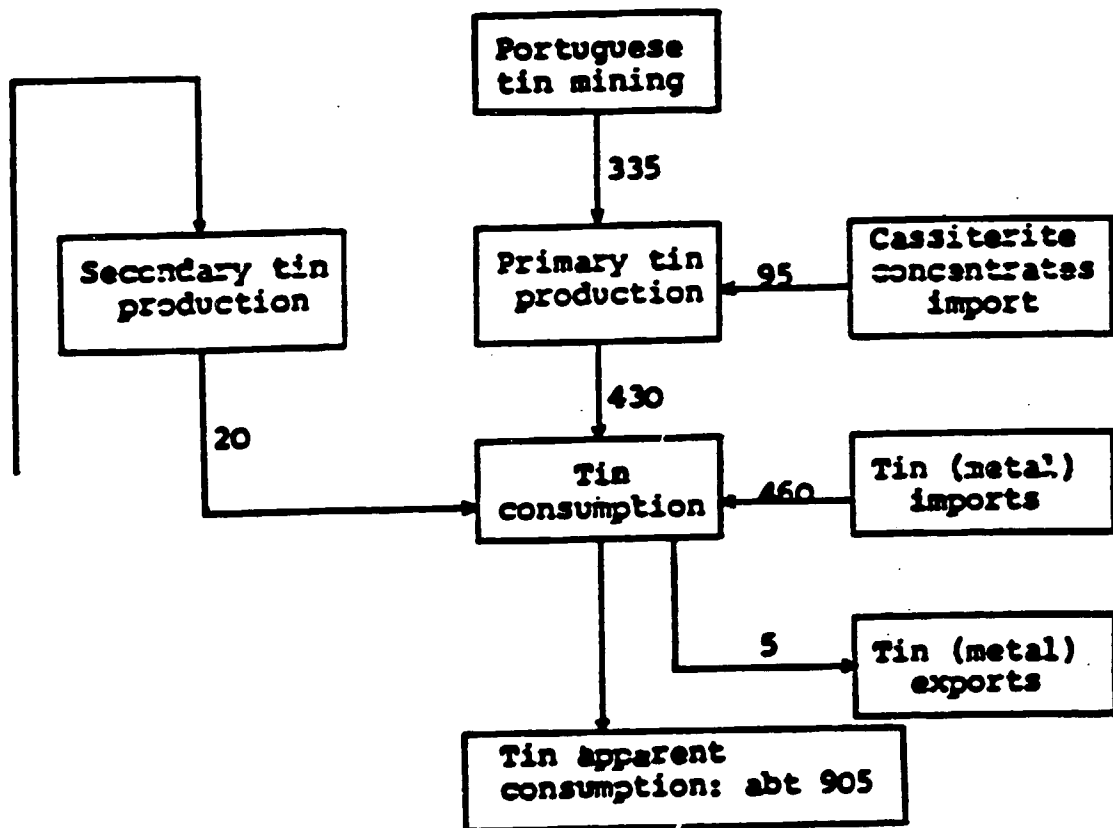 Portuguese
tin mining
335
Secondary tin
production
Primary tin
production
95
Cassiterite
concentrates
import
430
20
Tin
consumption
460
Tin (metal)
imports
5
Tin (metal)
exports
Tin apparent
consumption: abt 905